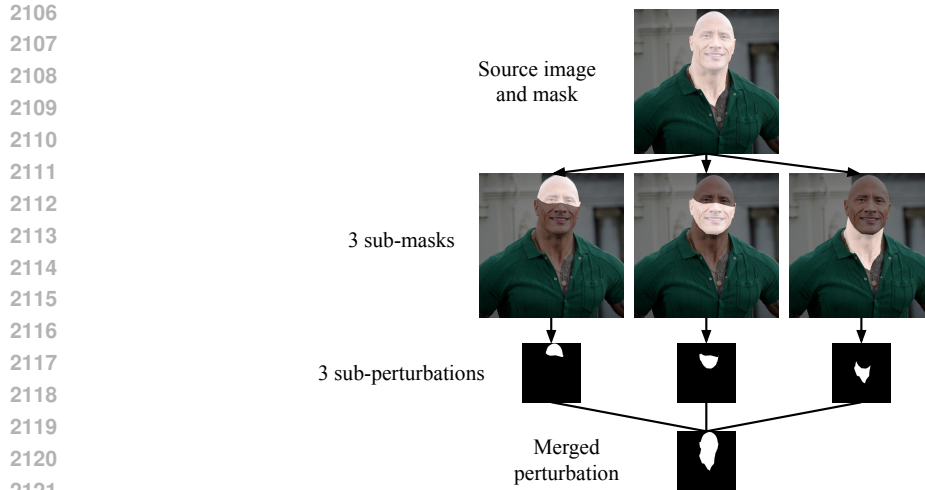 2106
2107
2108
2109
2110
2111
2112
2113
2114
2115
2116
2117
2118
2119
2120
2121
Source image
and mask
3 sub-masks
3 sub-perturbations
Merged
perturbation